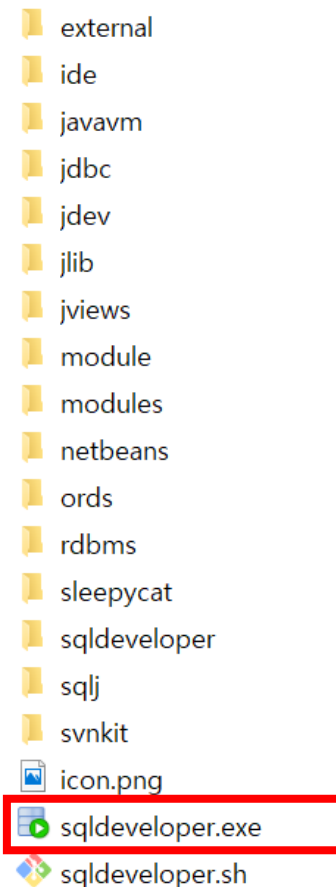 external
ide
javavm
jdbc
jdev
jlib
jviews
module
modules
netbeans
ords
rdbms
sleepycat
sqldeveloper
sqlj
svnkit
icon.png
sqldeveloper.exe
sqldeveloper.sh